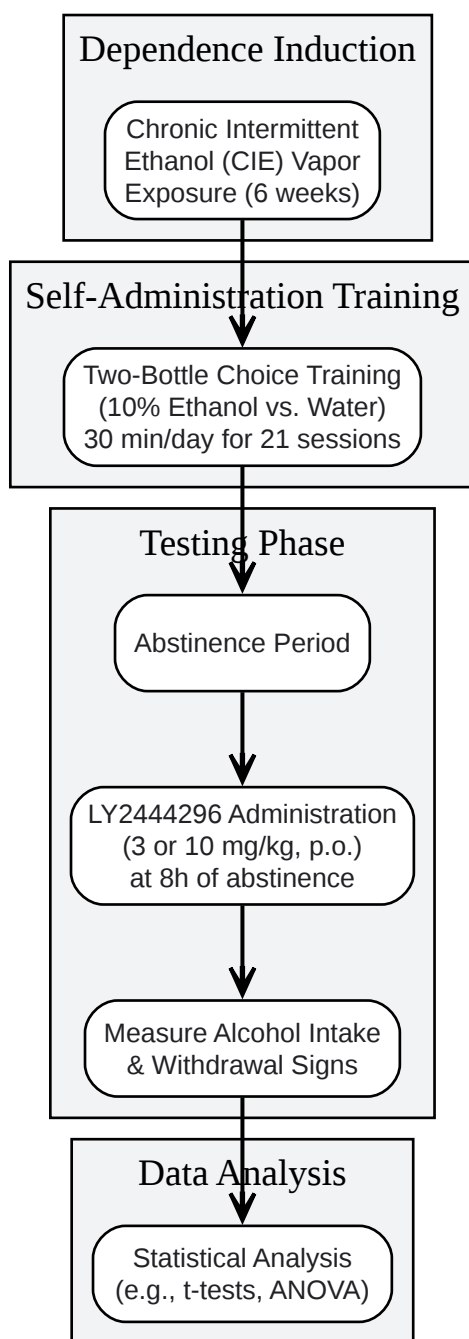 Dependence Induction
Chronic Intermittent
Ethanol (CIE) Vapor
Exposure (6 weeks)
Self-Administration Training
Two-Bottle Choice Training
(10% Ethanol vs. Water)
30 min/day for 21 sessions
Testing Phase
Abstinence Period
LY2444296 Administration
(3 or 10 mg/kg, p.o.)
at 8h of abstinence
Measure Alcohol Intake
& Withdrawal Signs
Data Analysis
Statistical Analysis
(e.g., t-tests, ANOVA)